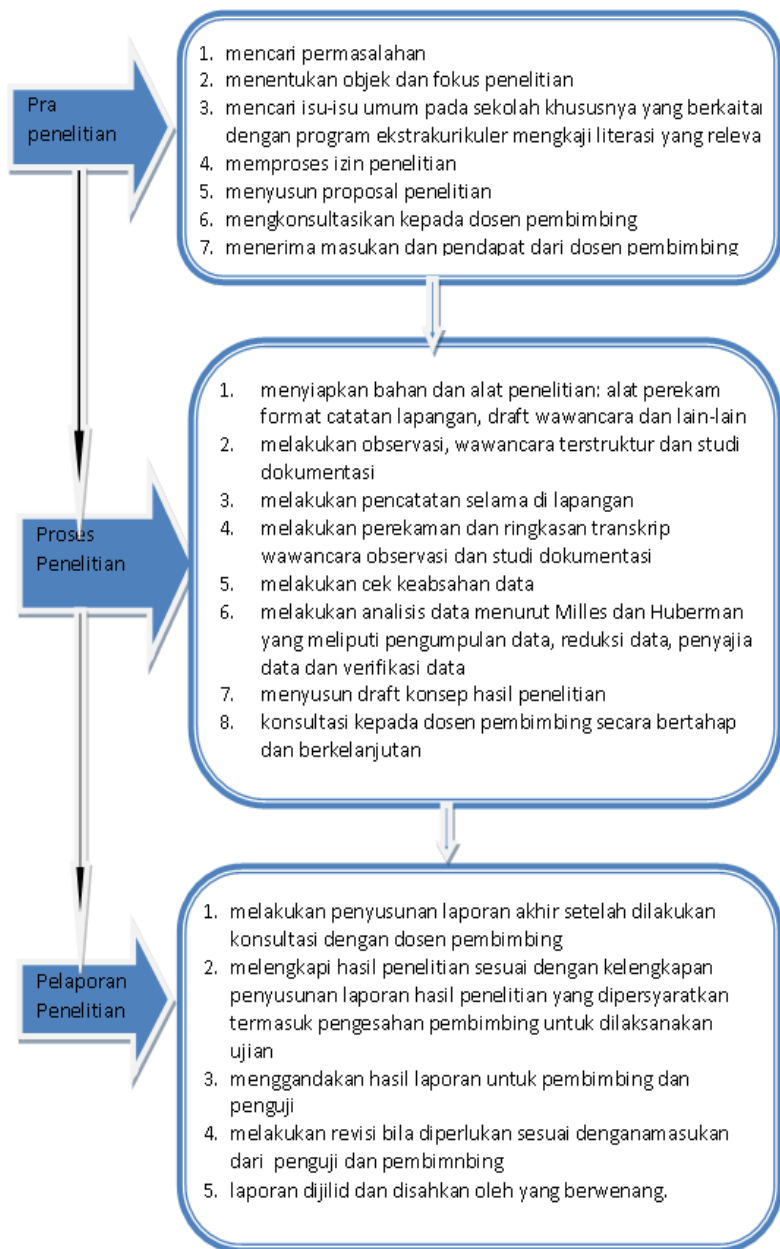 Pra
penelitian
1. mencari permasalahan
2. menentukan objek dan fokus penelitian
3. mencari isu-isu umum pada sekolah khususnya yang berkaitan
dengan program ekstrakurikuler mengkaji literasi yang releva
4. memproses izin penelitian
5. menyusun proposal penelitian
6. mengkonsultasikan kepada dosen pembimbing
7. menerima masukan dan pendapat dari dosen pembimbing
Proses
Penelitian
1. menyiapkan bahan dan alat penelitian: alat perekam
format catatan lapangan, draft wawancara dan lain-lain
2. melakukan observasi, wawancara terstruktur dan studi
dokumentasi
3. melakukan pencatatan selama di lapangan
4. melakukan perekaman dan ringkasan transkrip
wawancara observasi dan studi dokumentasi
5. melakukan cek keabsahan data
6. melakukan analisis data menurut Milles dan Huberman
yang meliputi pengumpulan data, reduksi data, penyajia
data dan verifikasi data
7. menyusun draft konsep hasil penelitian
8. konsultasi kepada dosen pembimbing secara bertahap
dan berkelanjutan
Pelaporan
Penelitian
1. melakukan penyusunan laporan akhir setelah dilakukan
konsultasi dengan dosen pembimbing
2. melengkapi hasil penelitian sesuai dengan kelengkapan
penyusunan laporan hasil penelitian yang dipersyaratkan
termasuk pengesahan pembimbing untuk dilaksanakan
ujian
3. menggandakan hasil laporan untuk pembimbing dan
penguji
4. melakukan revisi bila diperlukan sesuai denganamasukan
dari penguji dan pembimnbing
5. laporan dijilid dan disahkan oleh yang berwenang.